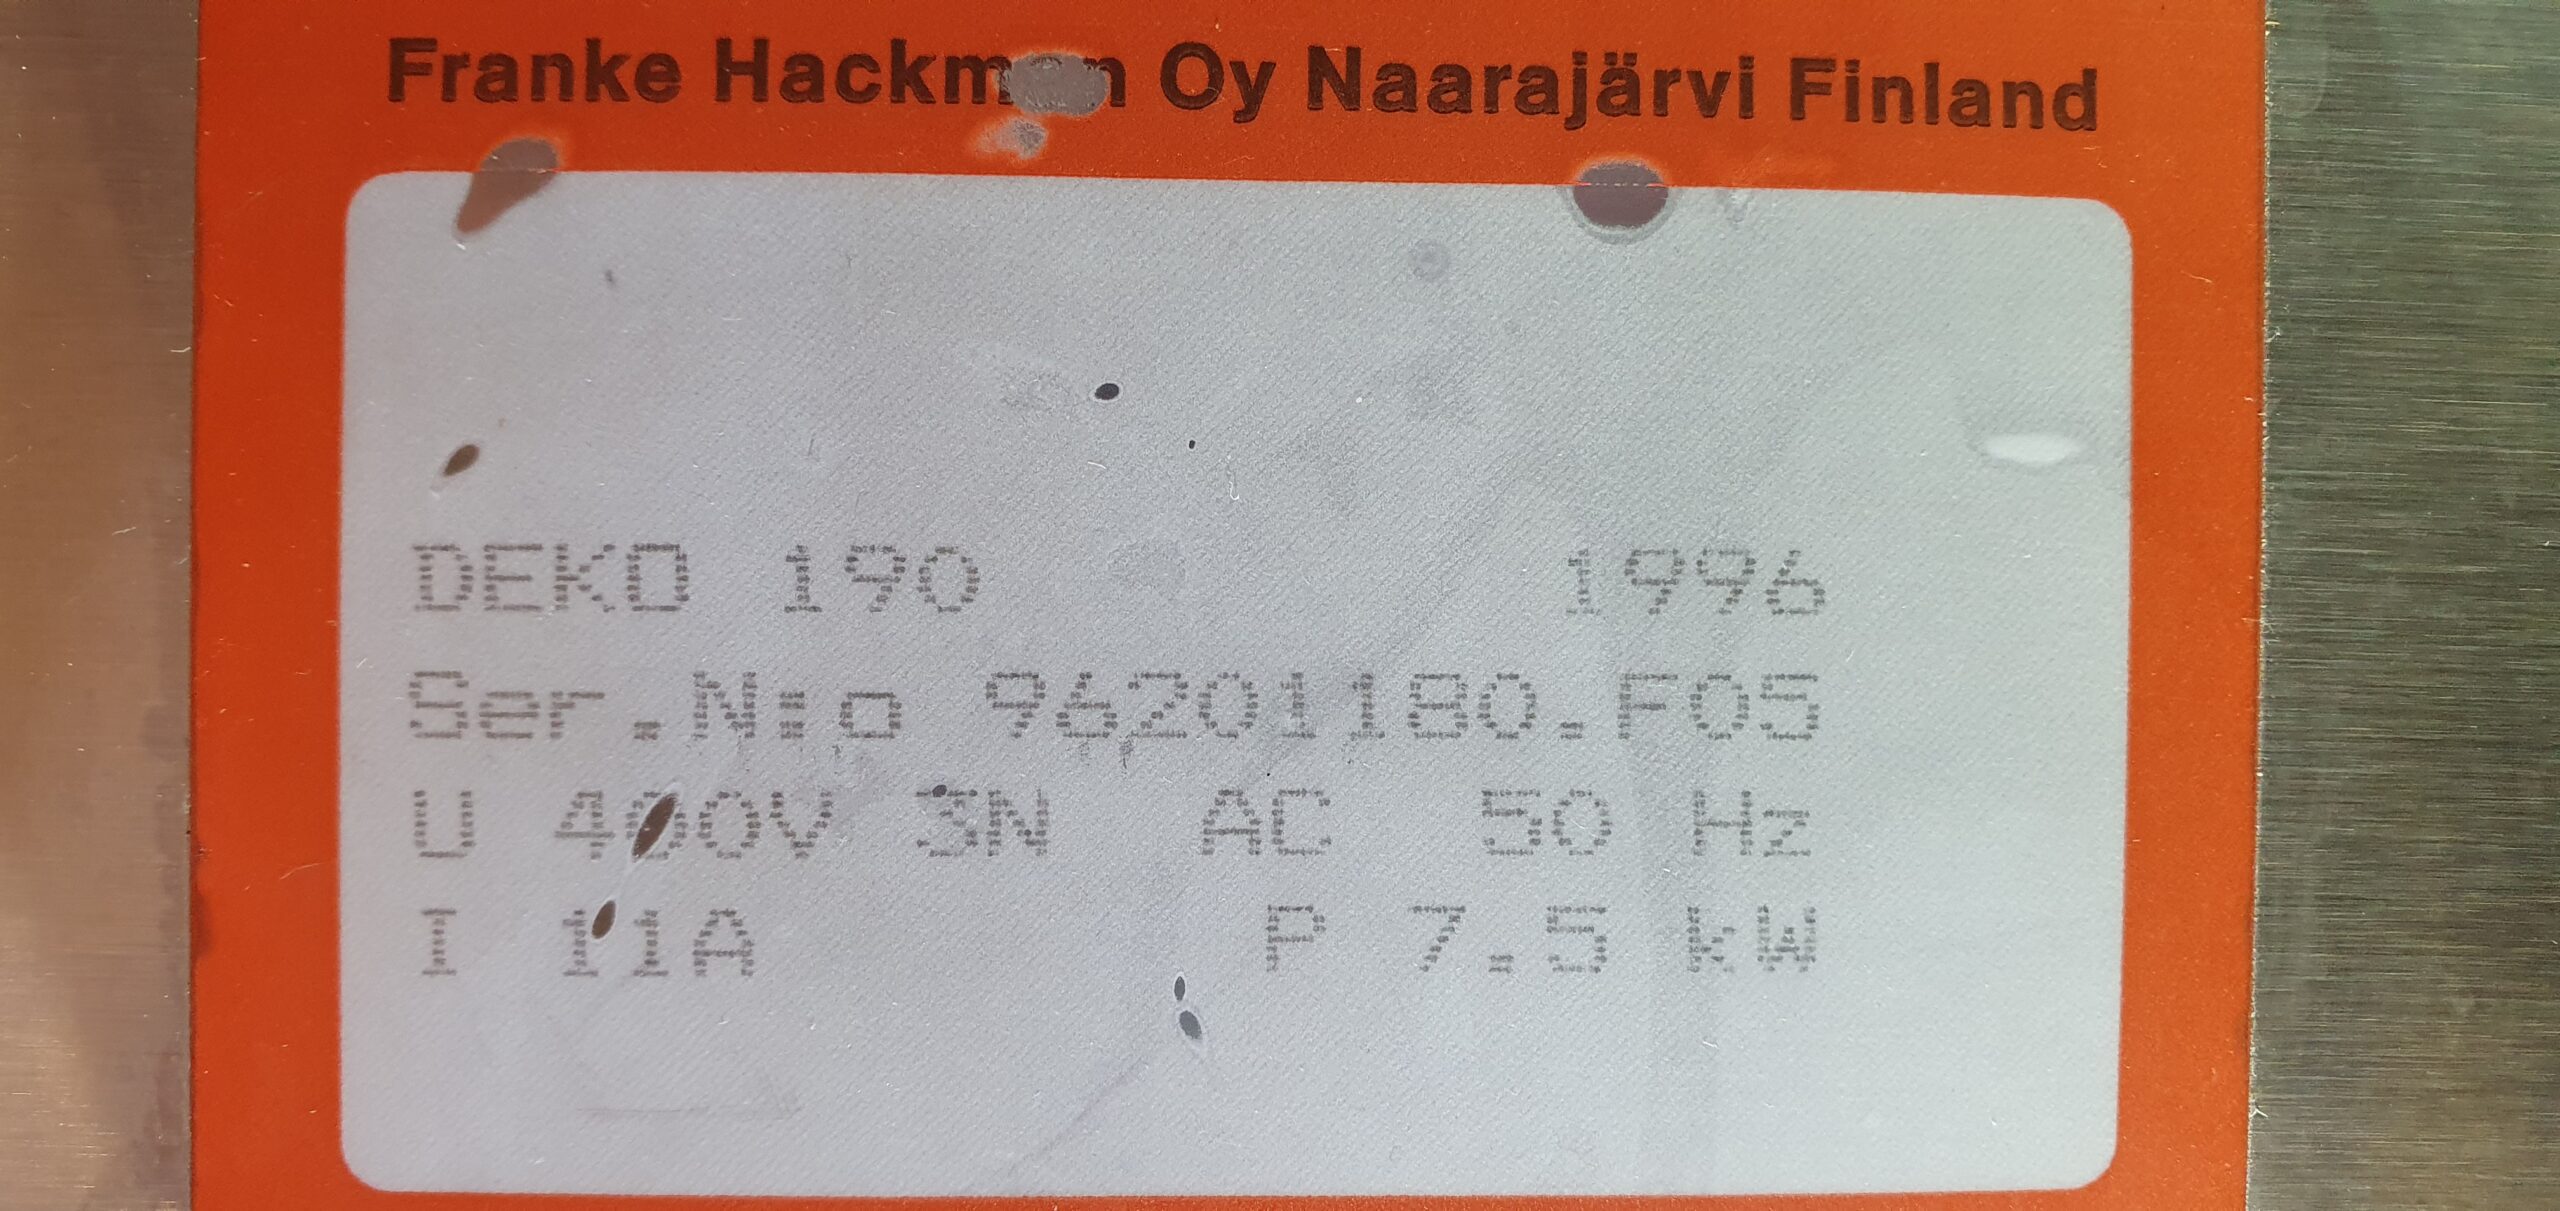 Franke Hackman Oy Naarajärvi Finland
DEKO 190 1996
Ser.Nio 96201180.F05
U 400V 3N AC 50 Hz
I 11A P 7.5 KW